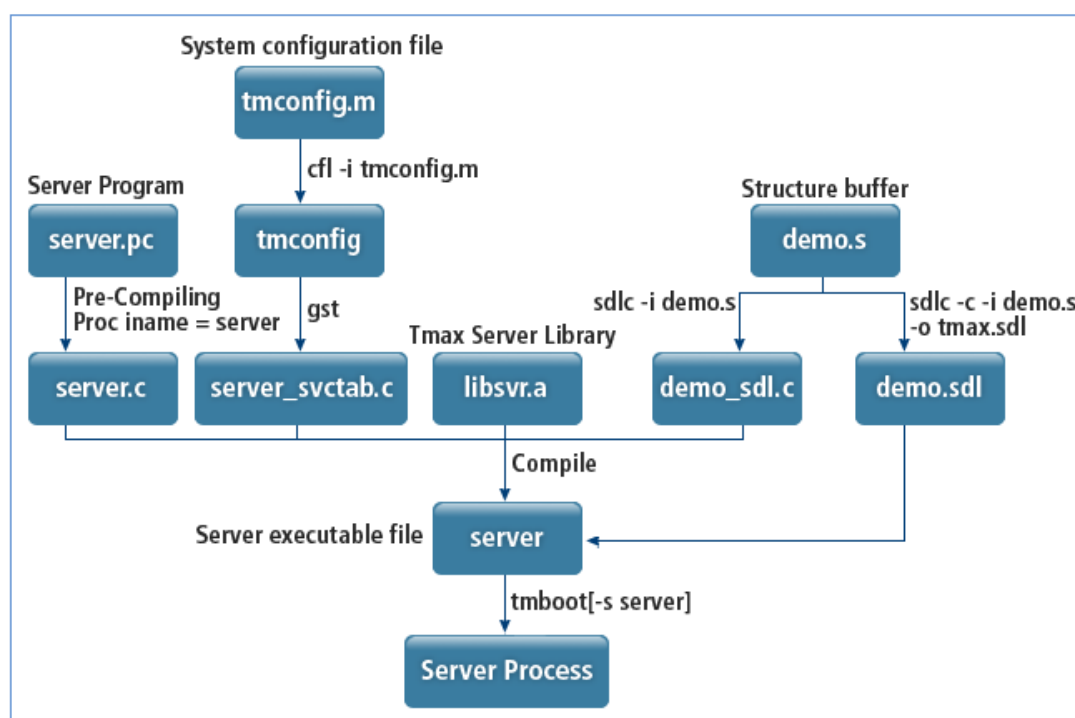 System configuration file
tmconfig.m
cfl -i tmconfig.m
Server Program
Structure buffer
server.pc
tmconfig
demo.s
Pre-Compiling
Proc iname = server
gst
sdlc -i demo.s
sdlc -c -i demo.s
-o tmax.sdl
Tmax Server Library
server.c
server_svctab.c
libsvr.a
demo_sdl.c
demo.sdl
Compile
Server executable file
server
tmboot[-s server]
Server Process